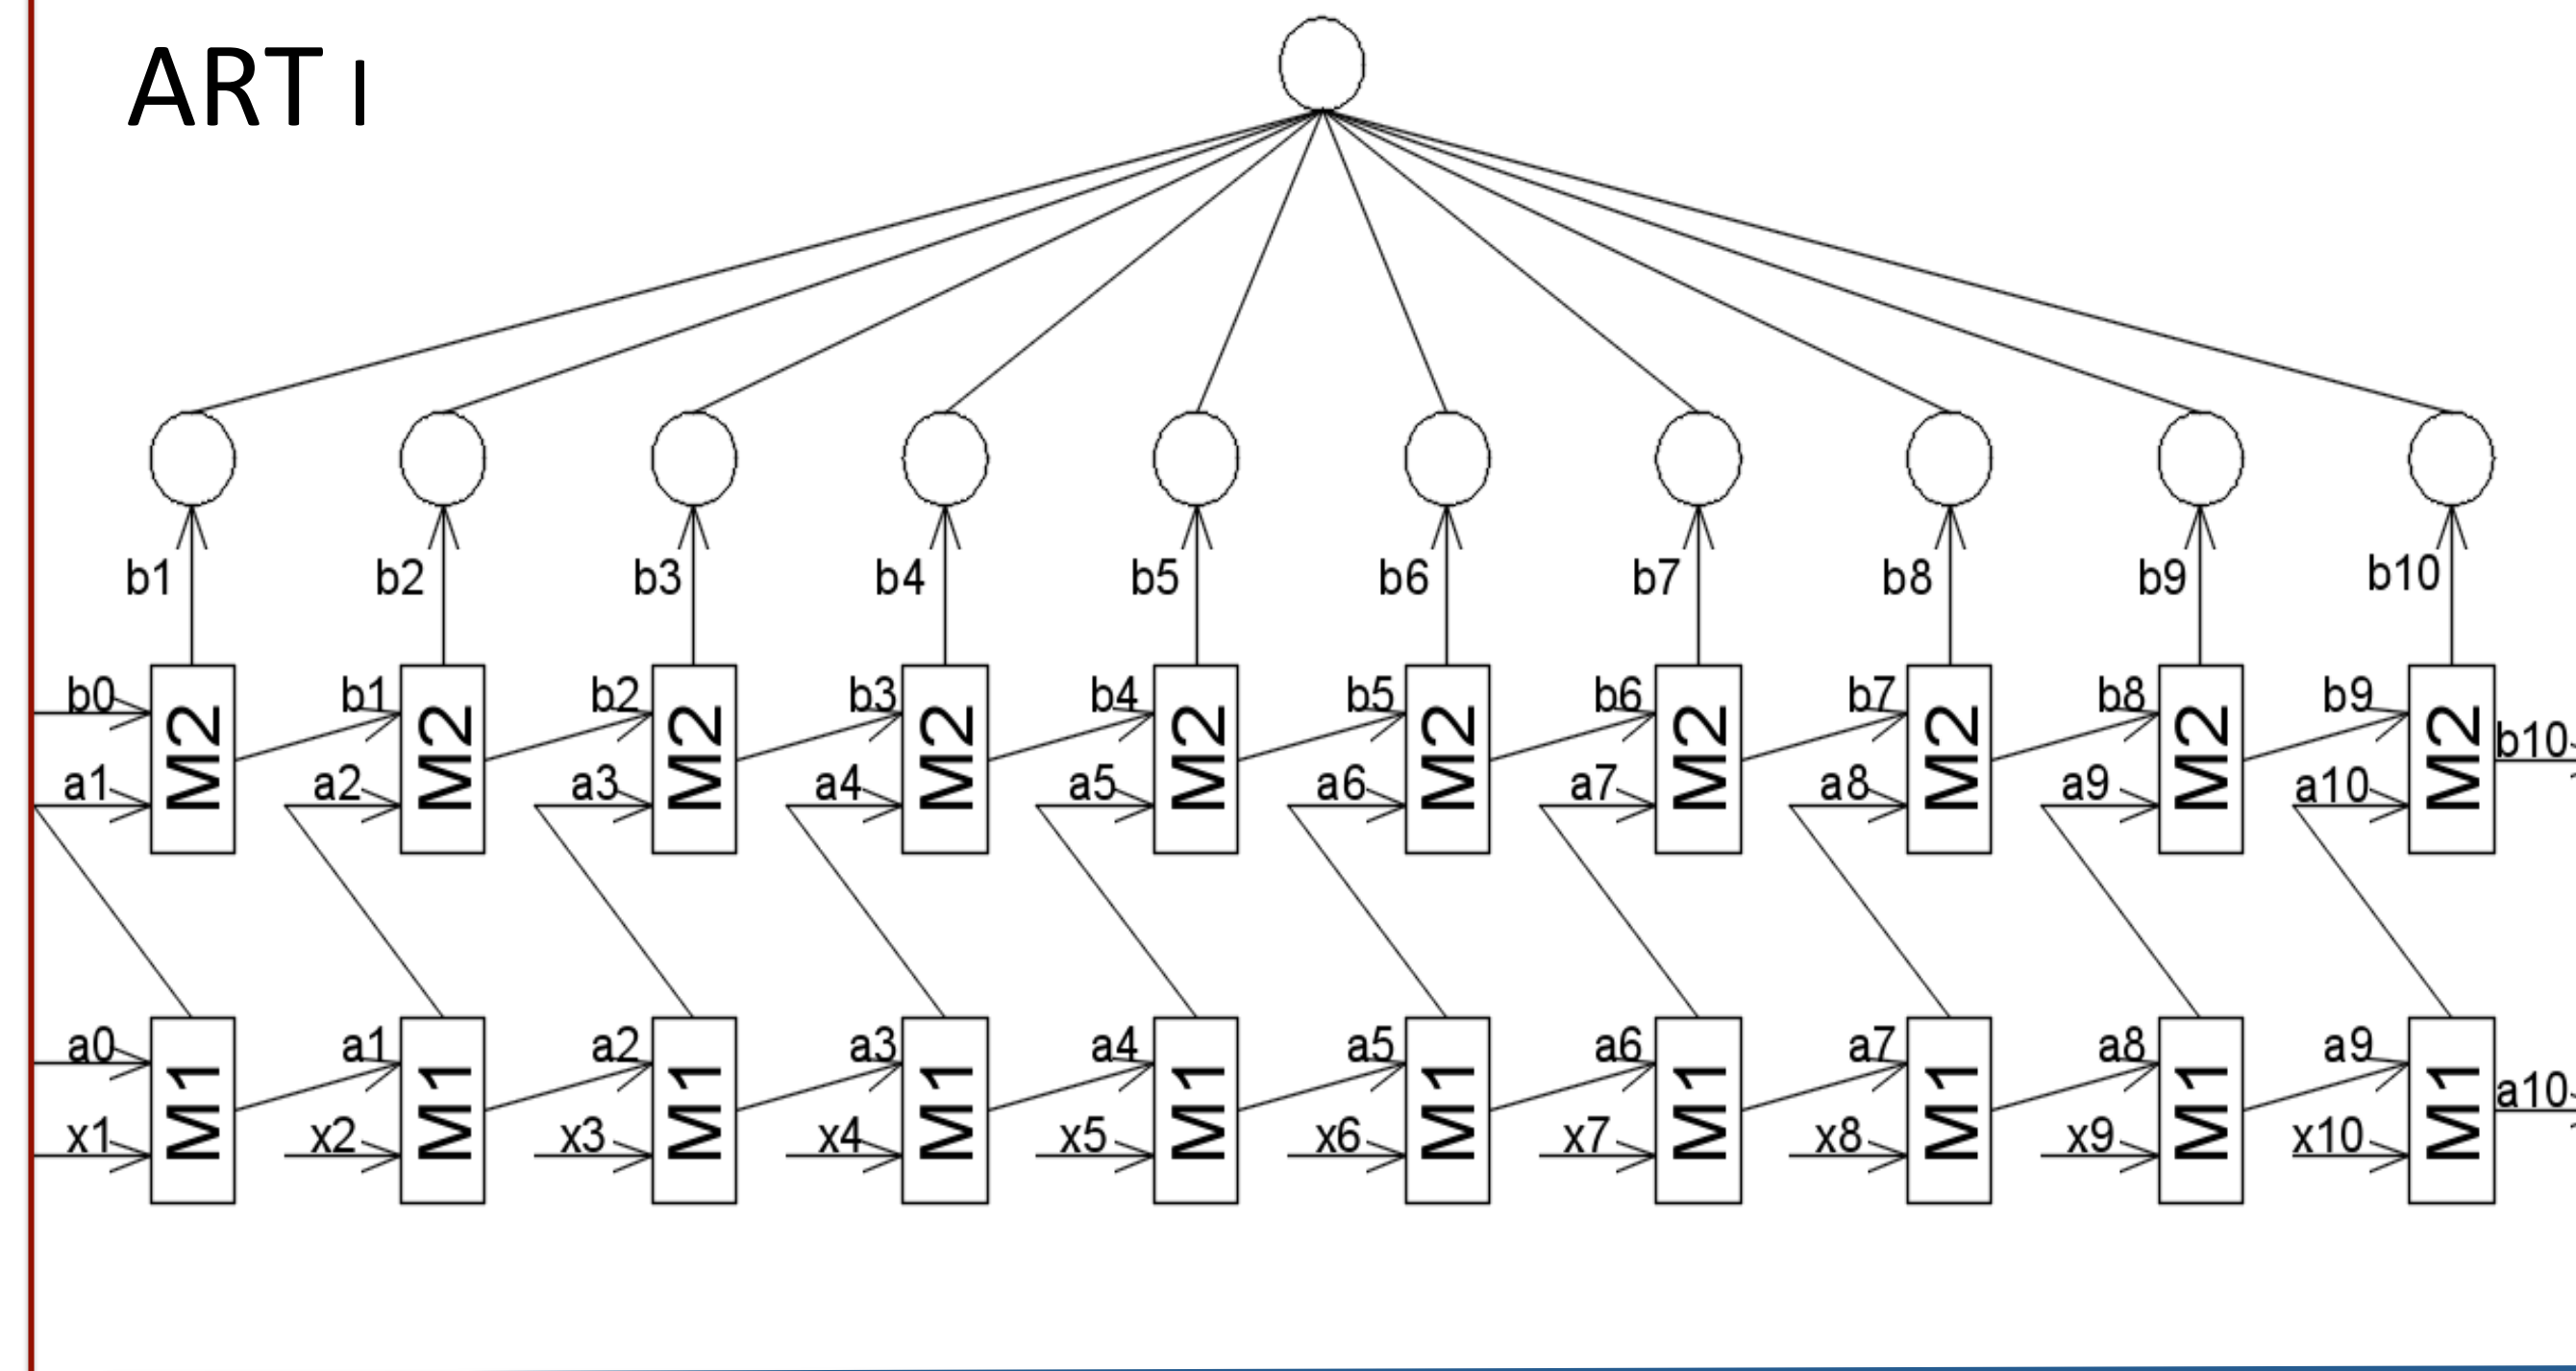 ART I
b1 b2 b3 b4 b5 b6 b7 b8 b9 b10
b0 b1 b2 b3 b4 b5 b6 b7 b8 b9 b10
M2 M2 M2 M2 M2 M2 M2 M2 M2 M2
a1 a2 a3 a4 a5 a6 a7 a8 a9 a10
a0 a1 a2 a3 a4 a5 a6 a7 a8 a9 a10
M1 M1 M1 M1 M1 M1 M1 M1 M1 M1
x1 x2 x3 x4 x5 x6 x7 x8 x9 x10